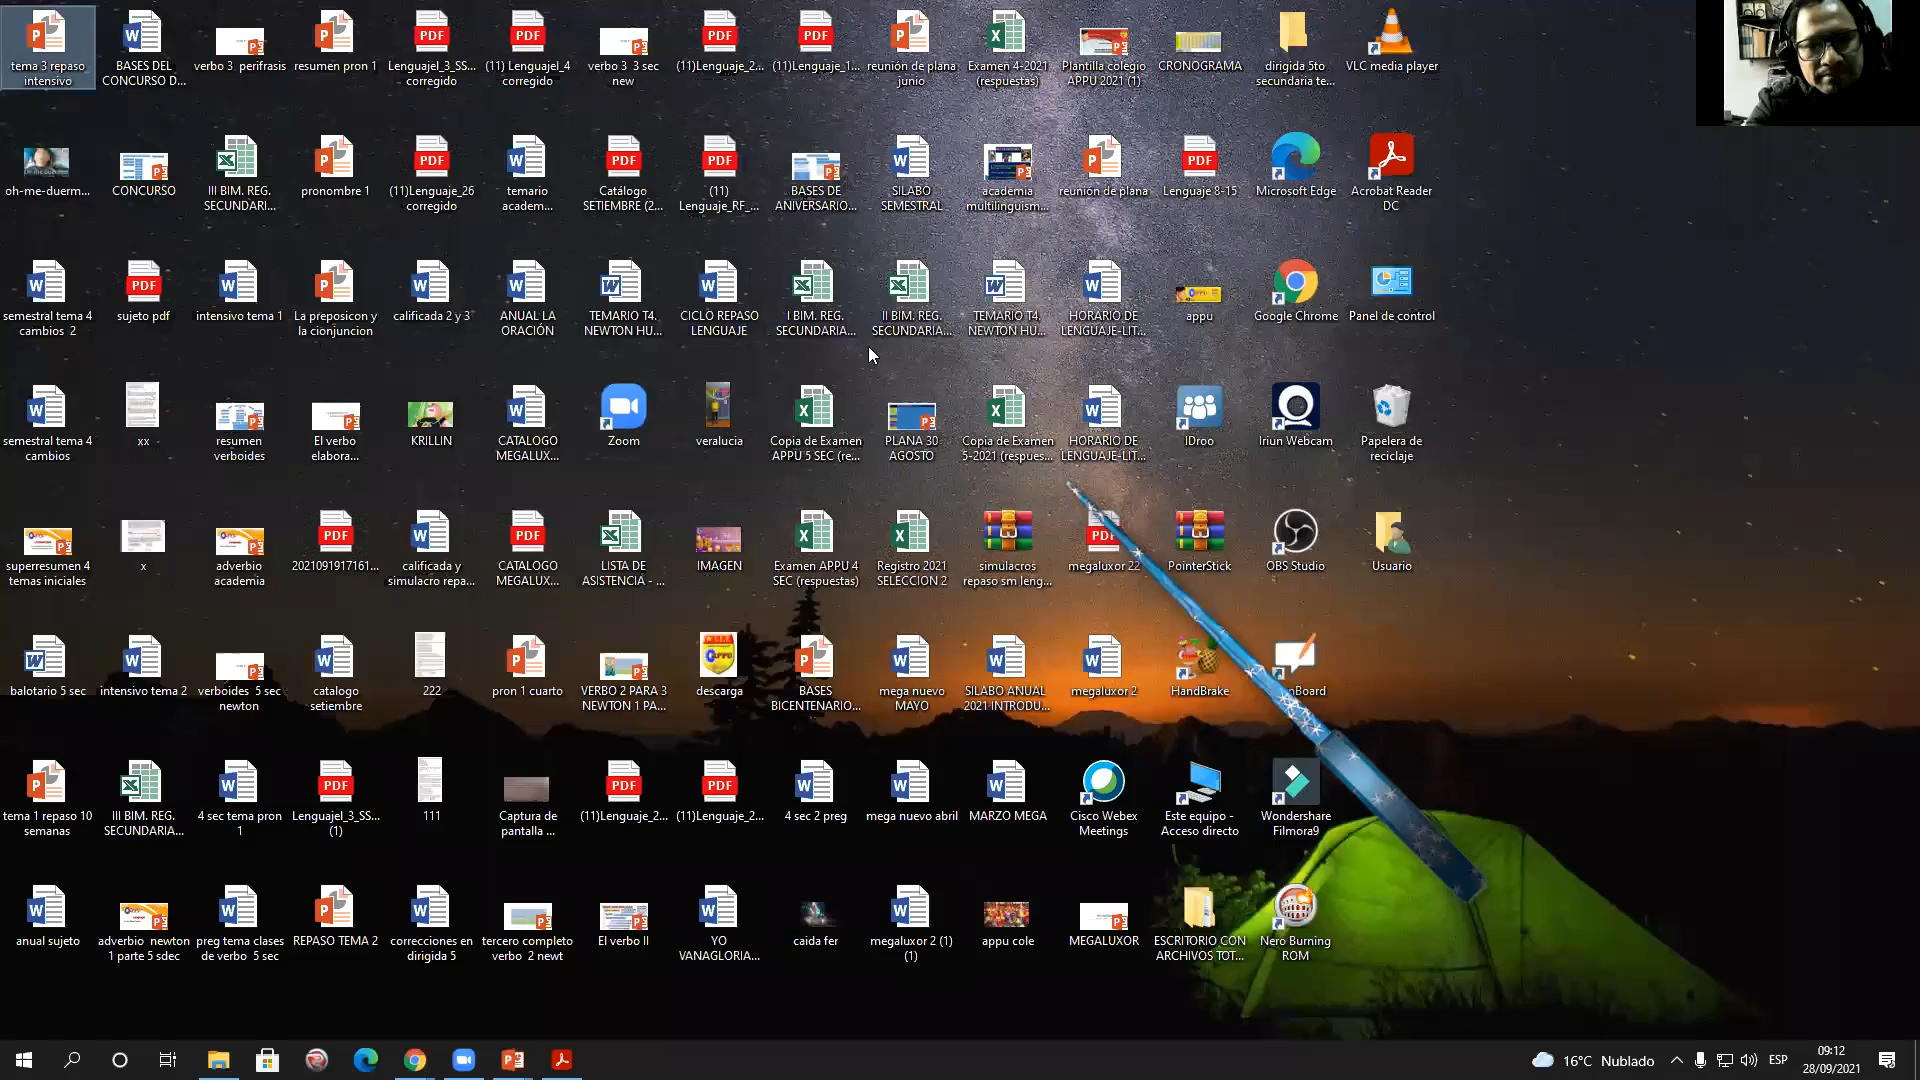 tema 3 repaso
intensivo
BASES DEL
CONCURSO D...
verbo 3 perifrasis
resumen pron 1
Lenguajel_3_SS...
corregido
(11) Lenguajel_4
corregido
verbo 3 3 sec
new
(11)Lenguaje_2...
(11)Lenguaje_1...
reunión de plana
junio
Examen 4-2021
(respuestas)
Plantilla colegio
APPU 2021 (1)
CRONOGRAMA
dirigida 5to
secundaria te...
VLC media player
oh-me-duerm...
CONCURSO
III BIM. REG.
SECUNDARI...
pronombre 1
(11)Lenguaje_26
corregido
temario
academ...
Catálogo
SETIEMBRE (2...
(11)
Lenguaje_RF_...
BASES DE
ANIVERSARIO...
SILABO
SEMESTRAL
academia
multilinguism...
reunión de plana
Lenguaje 8-15
Microsoft Edge
Acrobat Reader
DC
semestral tema 4
cambios 2
sujeto pdf
intensivo tema 1
La preposicon y
la cionjuncion
calificada 2 y 3
ANUAL LA
ORACIÓN
TEMARIO T4.
NEWTON HU...
CICLO REPASO
LENGUAJE
I BIM. REG.
SECUNDARIA...
II BIM. REG.
SECUNDARIA...
TEMARIO T4.
NEWTON HU...
HORARIO DE
LENGUAJE-LIT...
appu
Google Chrome
Panel de control
semestral tema 4
cambios
xx
resumen
verboides
El verbo
elabora...
KRILLIN
CATALOGO
MEGALUX...
Zoom
veralucia
Copia de Examen
APPU 5 SEC (re...
PLANA 30
AGOSTO
Copia de Examen
5-2021 (respues...
HORARIO DE
LENGUAJE-LIT...
IDroo
Iriun Webcam
Papelera de
reciclaje
superresumen 4
temas iniciales
x
adverbio
academia
2021091917161...
calificada y
simulacro repa...
CATALOGO
MEGALUX...
LISTA DE
ASISTENCIA - ...
IMAGEN
Examen APPU 4
SEC (respuestas)
Registro 2021
SELECCION 2
simulacros
repaso sm leng...
megaluxor 22
PointerStick
OBS Studio
Usuario
balotario 5 sec
intensivo tema 2
verboides 5 sec
newton
catalogo
setiembre
222
pron 1 cuarto
VERBO 2 PARA 3
NEWTON 1 PA...
descarga
BASES
BICENTENARIO...
mega nuevo
MAYO
SILABO ANUAL
2021 INTRODU...
megaluxor 2
HandBrake
nBoard
tema 1 repaso 10
semanas
III BIM. REG.
SECUNDARIA...
4 sec tema pron
1
Lenguajel_3_SS...
(1)
111
Captura de
pantalla ...
(11)Lenguaje_2...
(11)Lenguaje_2...
4 sec 2 preg
mega nuevo abril
MARZO MEGA
Cisco Webex
Meetings
Este equipo -
Acceso directo
Wondershare
Filmora9
anual sujeto
adverbio newton
1 parte 5 sdec
preg tema clases
de verbo 5 sec
REPASO TEMA 2
correcciones en
dirigida 5
tercero completo
verbo 2 newt
El verbo II
YO
VANAGLORIA...
caida fer
megaluxor 2 (1)
(1)
appu cole
MEGALUXOR
ESCRITORIO CON
ARCHIVOS TOT...
Nero Burning
ROM
16°C Nublado
ESP
09:12
28/09/2021